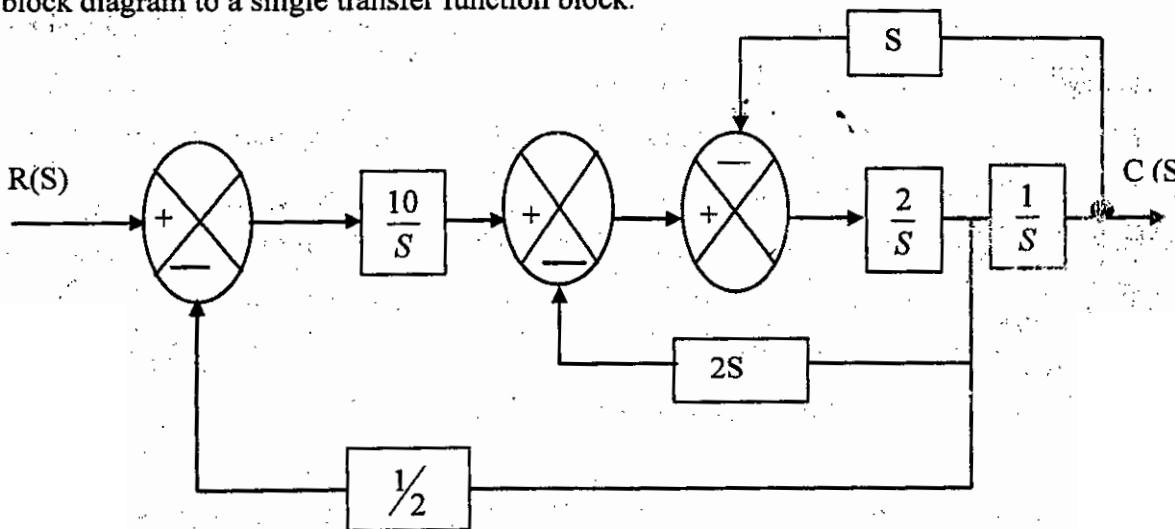 block diagram to a single transfer function block.
S
R(S)
C (S
+
−
10
S
+
−
−
+
2
S
1
S
2S
1/2